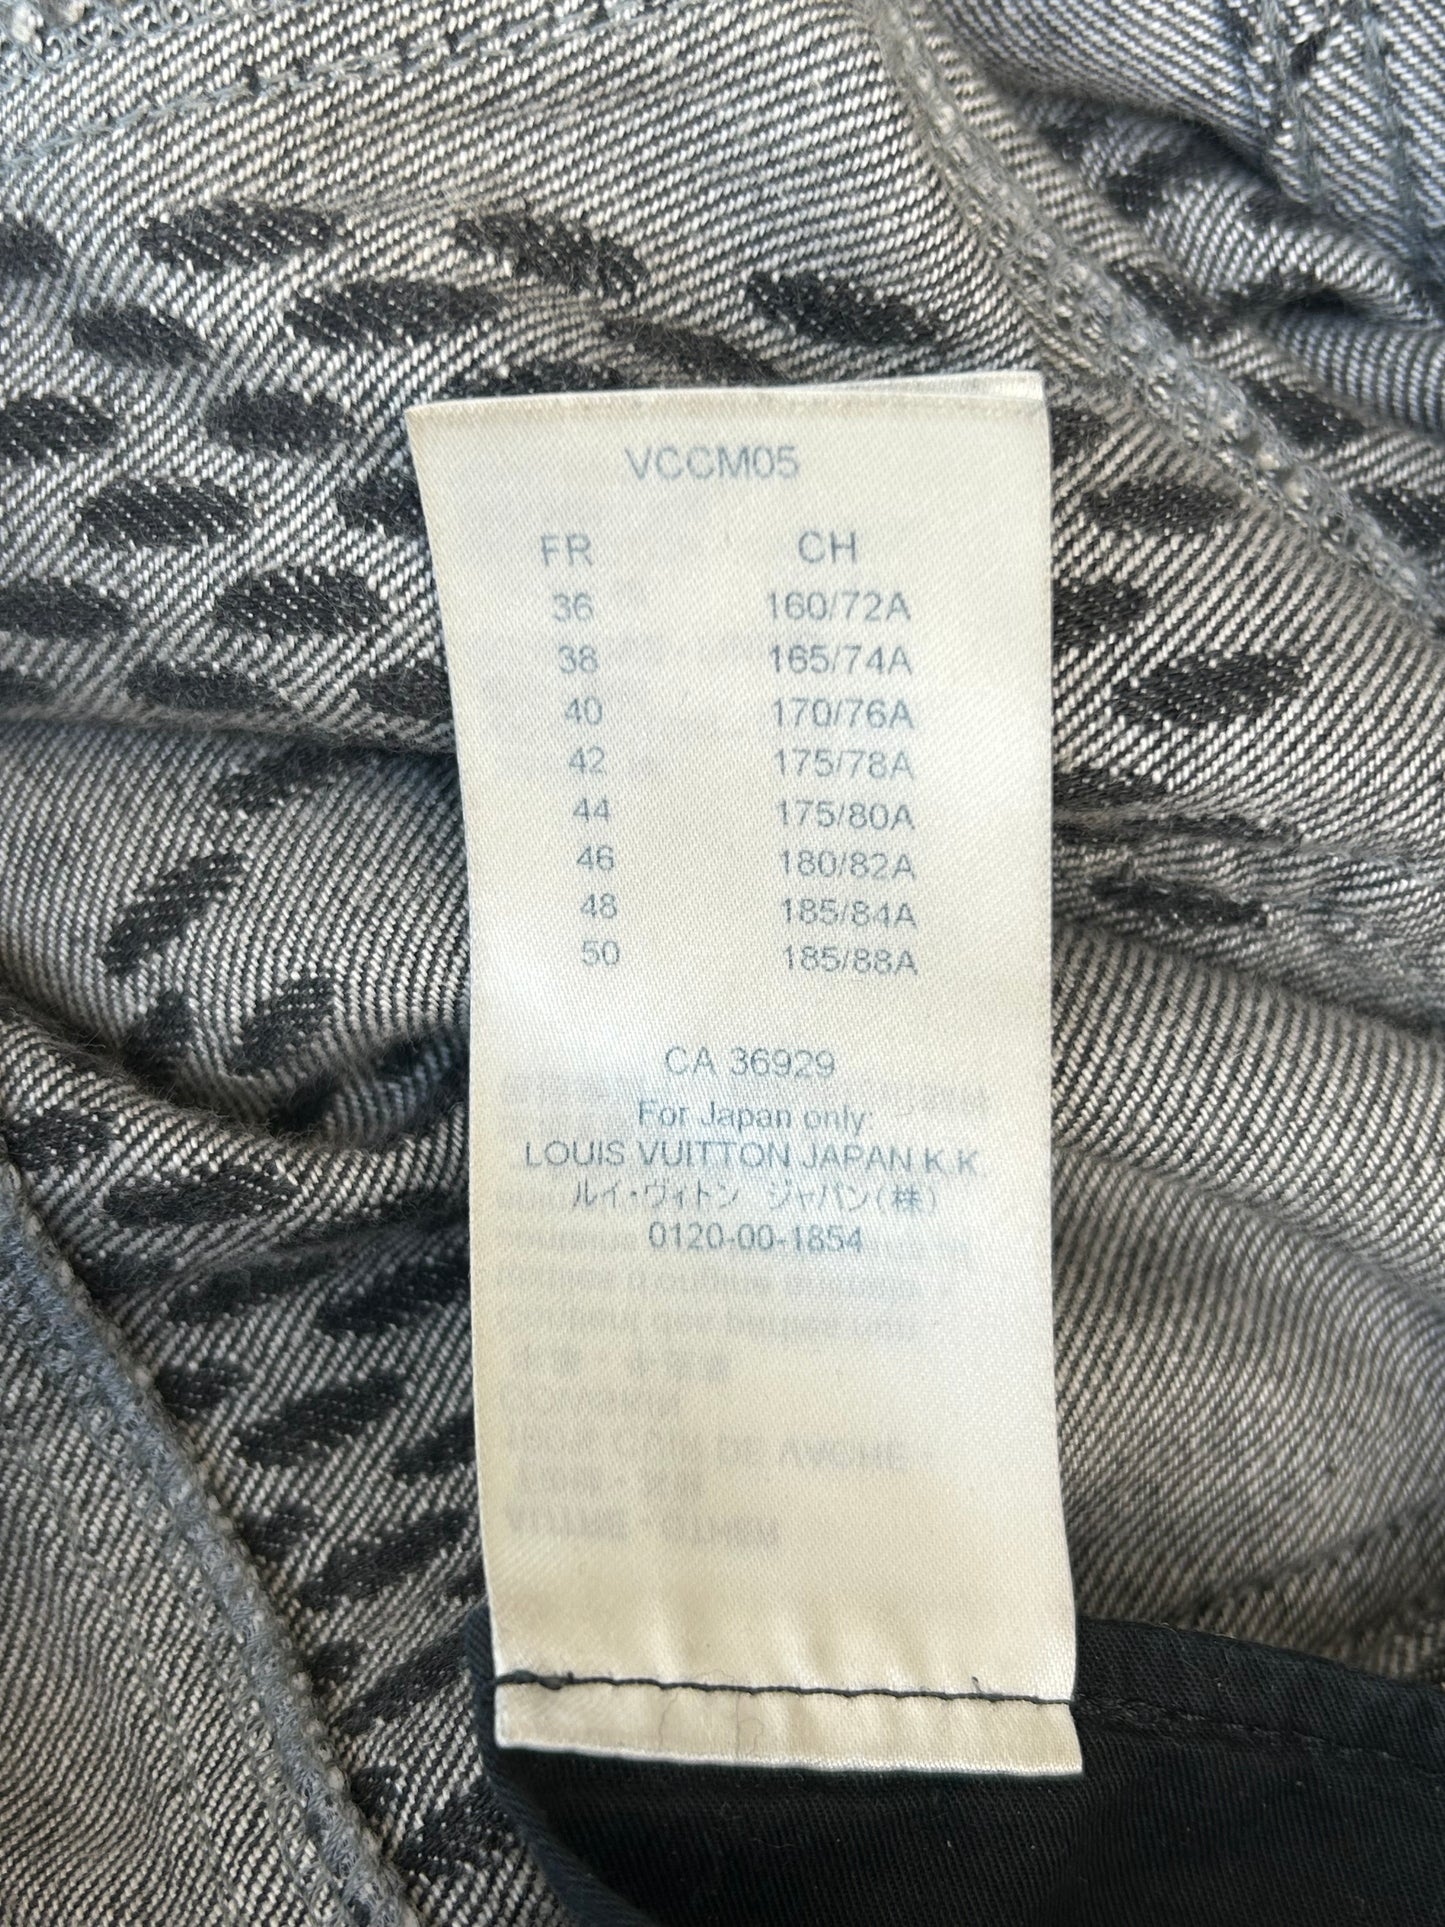 VCCM05
FR CH
36 160/72A
38 165/74A
40 170/76A
42 175/78A
44 175/80A
46 180/82A
48 185/84A
50 185/88A
CA 36929
For Japan only:
LOUIS VUITTON JAPAN K.K.
ルイ・ヴィトン ジャパン(株)
0120-00-1854